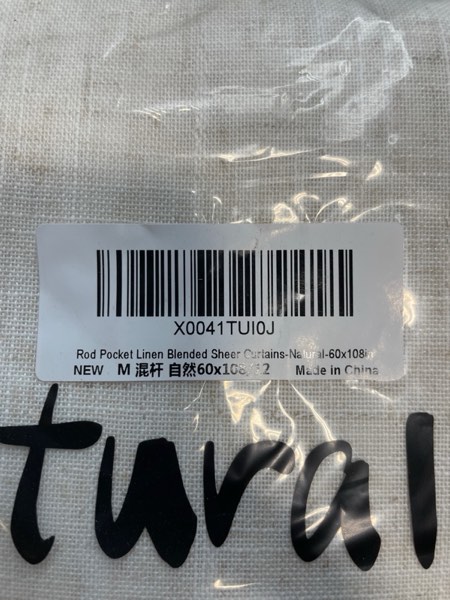 X0041TUI0J
Rod Pocket Linen Blended Sheer Curtains-Natural-60x108in
NEW M 混杆 自然60x108/*2 Made in China
tural